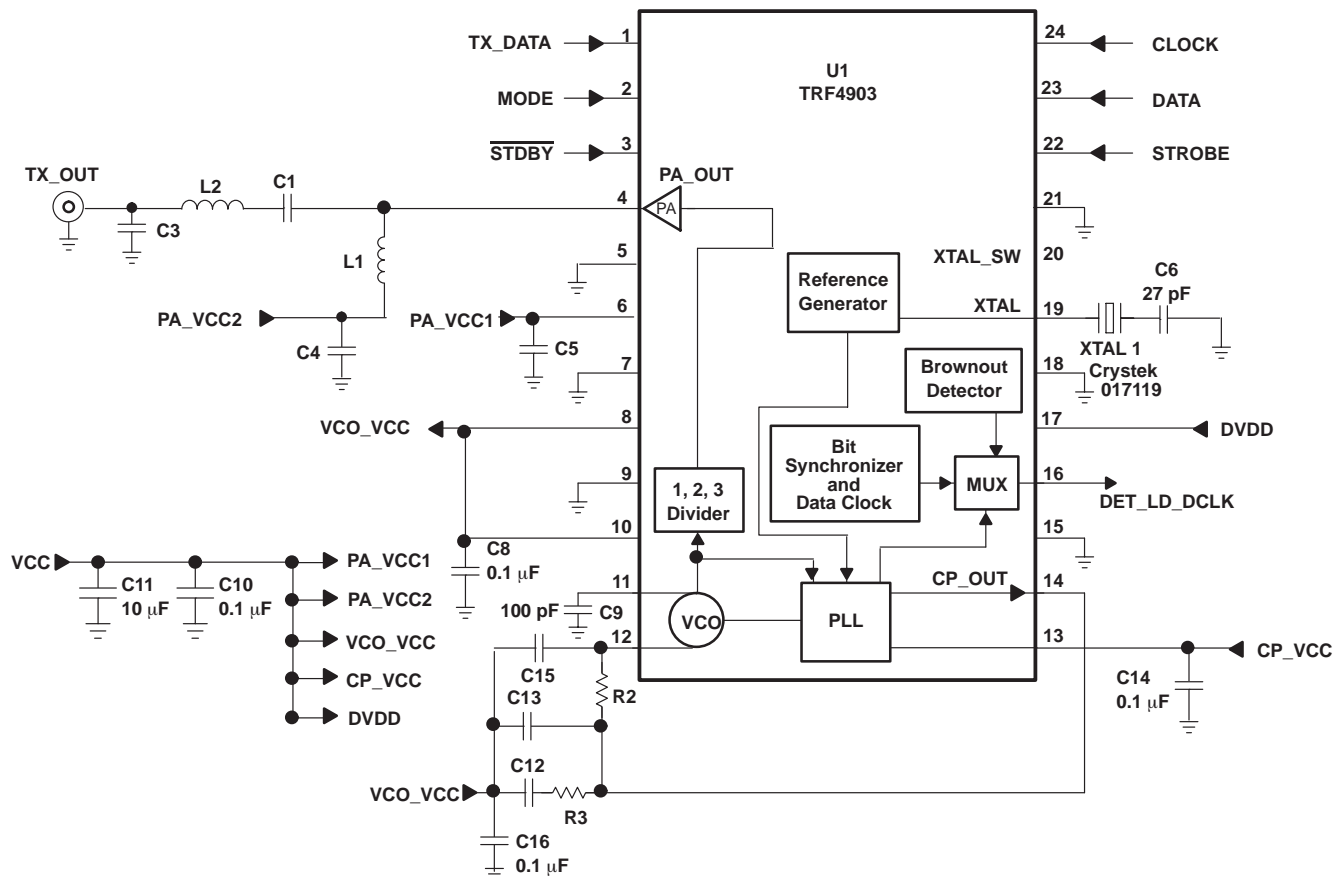 TX_DATA
1
MODE
2
STDBY
3
TX_OUT
L2
C1
C3
L1
4
PA_OUT
PA
5
PA_VCC2
C4
PA_VCC1
6
C5
7
VCO_VCC
8
9
10
C8
0.1 μF
11
C9
100 pF
12
C15
C13
R2
C12
R3
VCO_VCC
C16
0.1 μF
VCC
C11
10 μF
C10
0.1 μF
PA_VCC1
PA_VCC2
VCO_VCC
CP_VCC
DVDD
U1
TRF4903
Reference
Generator
Brownout
Detector
Bit
Synchronizer
and
Data Clock
MUX
1, 2, 3
Divider
VCO
PLL
CP_OUT
XTAL_SW
XTAL
24
CLOCK
23
DATA
22
STROBE
21
20
19
C6
27 pF
XTAL 1
Crystek
017119
18
17
DVDD
16
DET_LD_DCLK
15
14
13
CP_VCC
C14
0.1 μF